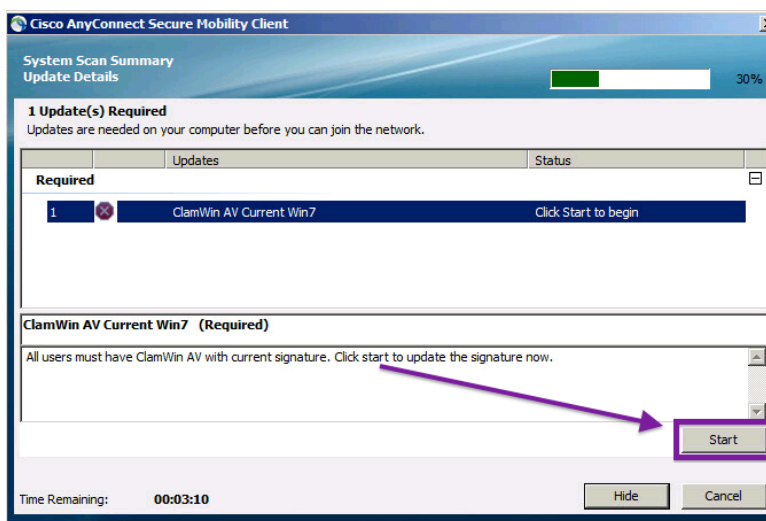 Cisco AnyConnect Secure Mobility Client
System Scan Summary
Update Details
30%
1 Update(s) Required
Updates are needed on your computer before you can join the network.
Updates Status
Required
1 ClamWin AV Current Win7 Click Start to begin
ClamWin AV Current Win7 (Required)
All users must have ClamWin AV with current signature. Click start to update the signature now.
Start
Time Remaining: 00:03:10 Hide Cancel